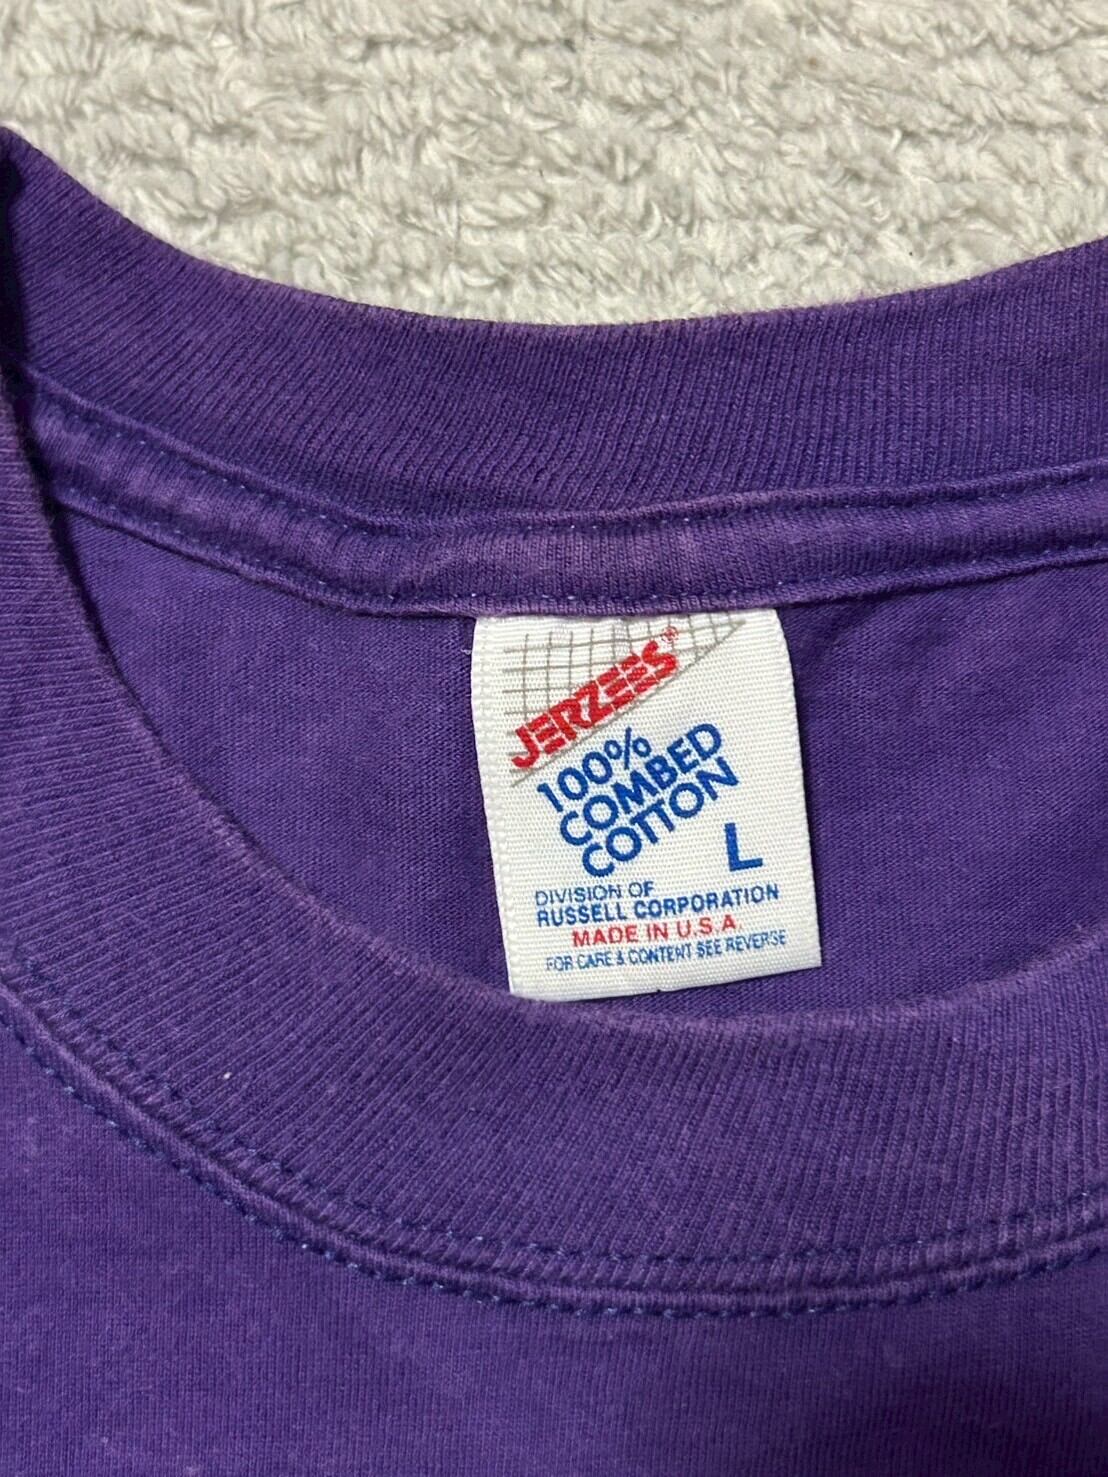 JERZEES®
100%
COMBED
COTTON
L
DIVISION OF
RUSSELL CORPORATION
MADE IN U.S.A.
FOR CARE & CONTENT SEE REVERSE